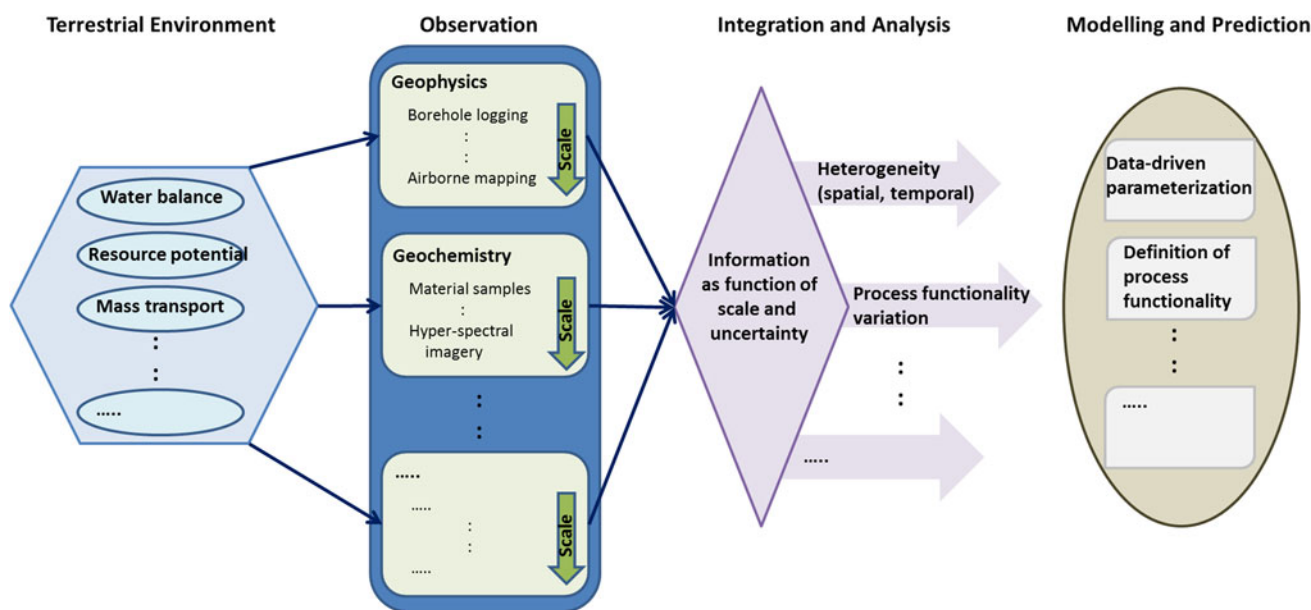 Terrestrial Environment
Observation
Integration and Analysis
Modelling and Prediction
Water balance
Resource potential
Mass transport
:
:
.....
Geophysics
Borehole logging
:
:
Airborne mapping
Scale
Geochemistry
Material samples
:
Hyper-spectral
imagery
Scale
:
:
.....
.....
:
:
.....
Scale
Information
as function of
scale and
uncertainty
Heterogeneity
(spatial, temporal)
Process functionality
variation
:
:
.....
Data-driven
parameterization
Definition of
process
functionality
:
:
.....